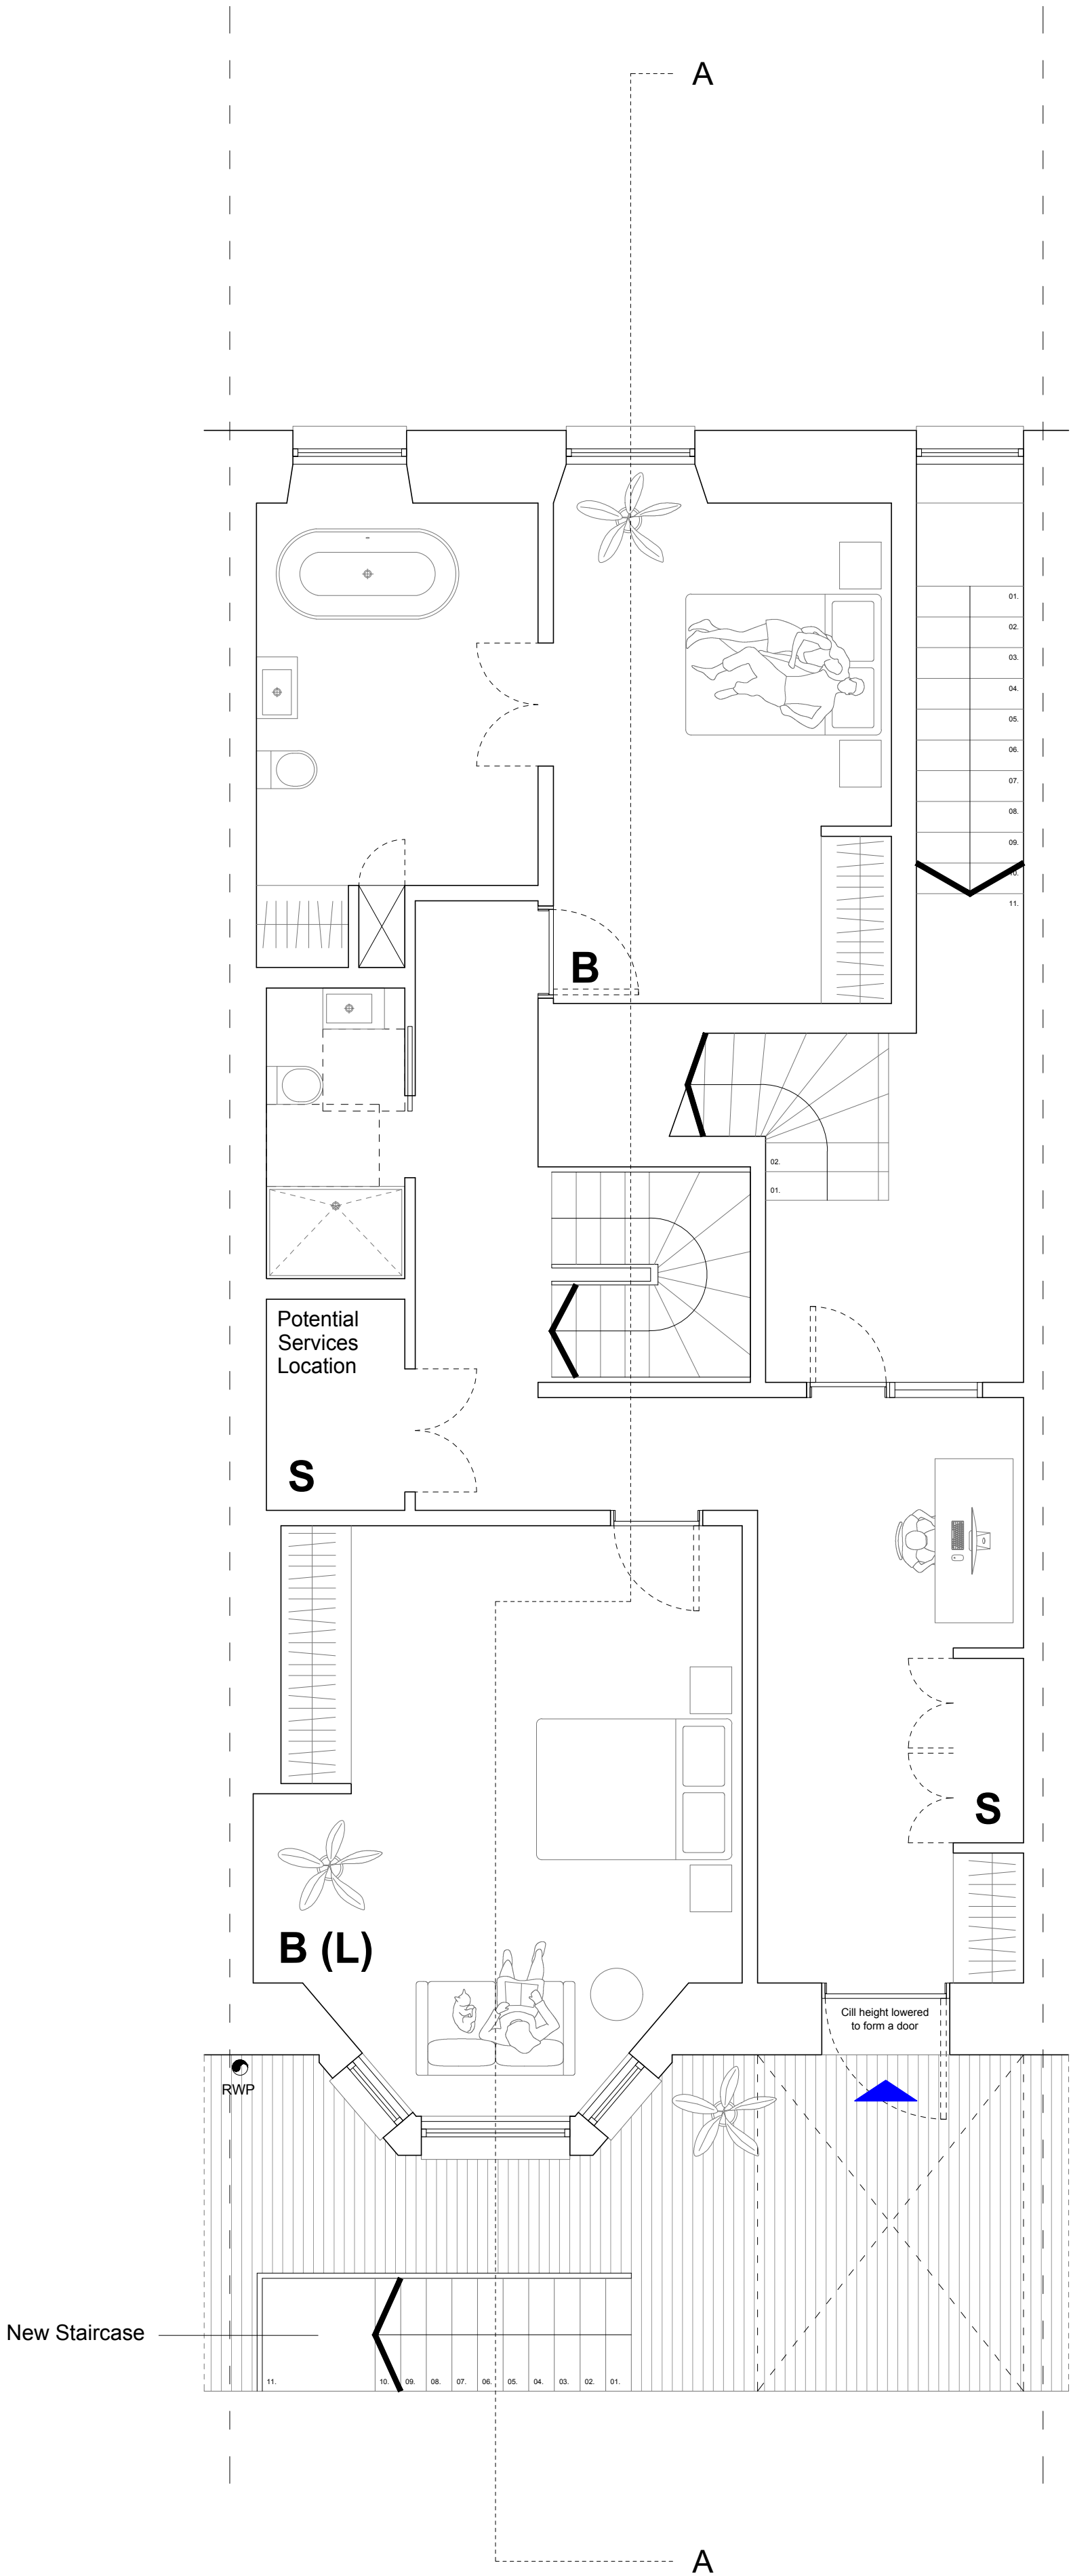 A
01.
02.
03.
04.
05.
06.
07.
08.
09.
10.
11.
B
02.
01.
Potential
Services
Location
S
S
B (L)
Cill height lowered
to form a door
RWP
New Staircase
11.
10.
09.
08.
07.
06.
05.
04.
03.
02.
01.
A